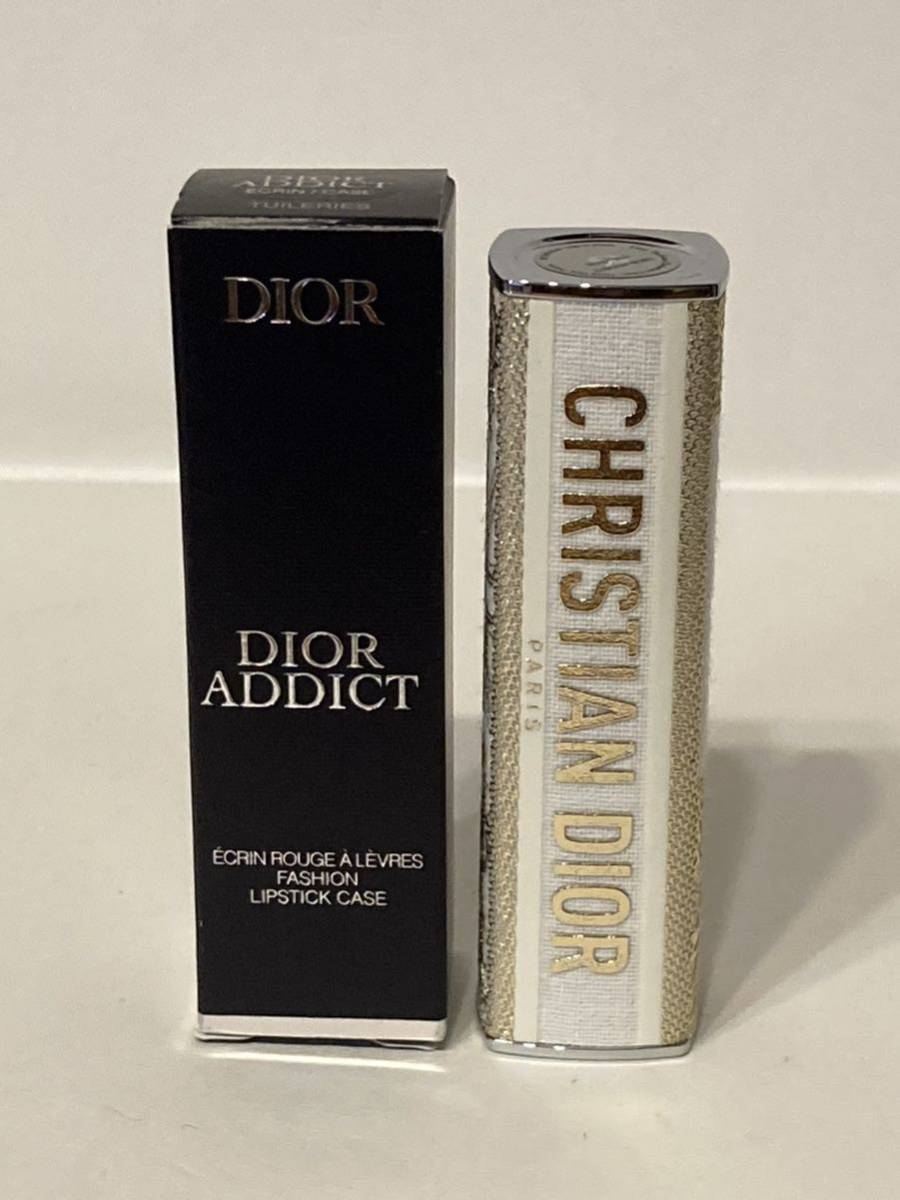 DIOR
ADDICT
ÉCRIN / CASE
TUILERIES
DIOR
DIOR
ADDICT
ÉCRIN ROUGE À LÈVRES
FASHION
LIPSTICK CASE
CHRISTIAN DIOR
PARIS